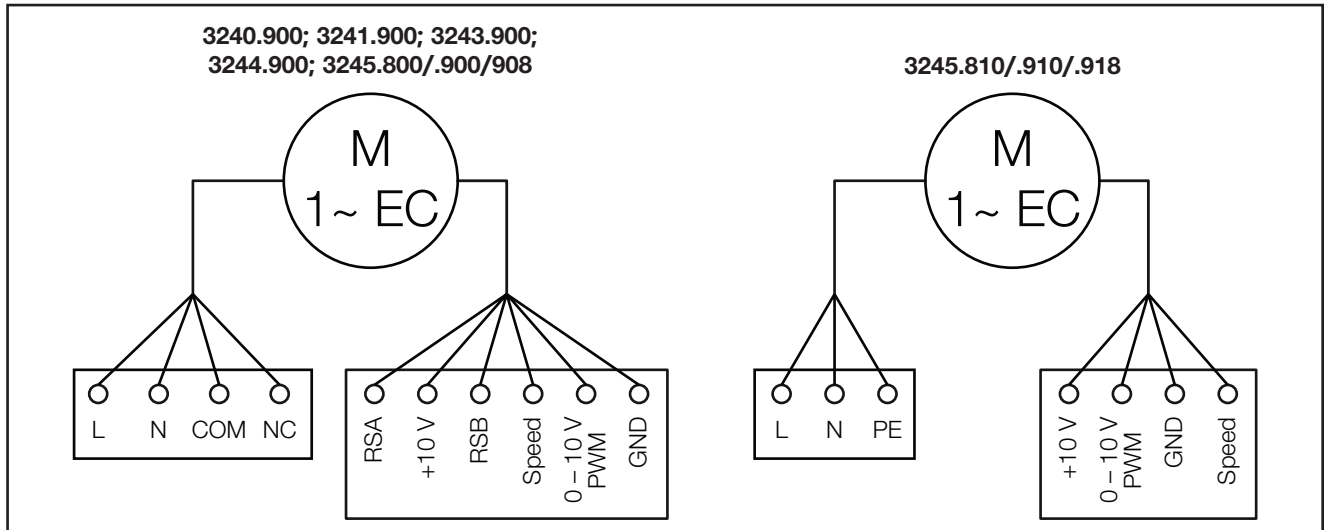 3240.900; 3241.900; 3243.900;
3244.900; 3245.800/.900/908
M
1~ EC
L N COM NC
RSA
+10 V
RSB
Speed
0 – 10 V
PWM
GND
3245.810/.910/.918
M
1~ EC
L N PE
+10 V
0 – 10 V
PWM
GND
Speed